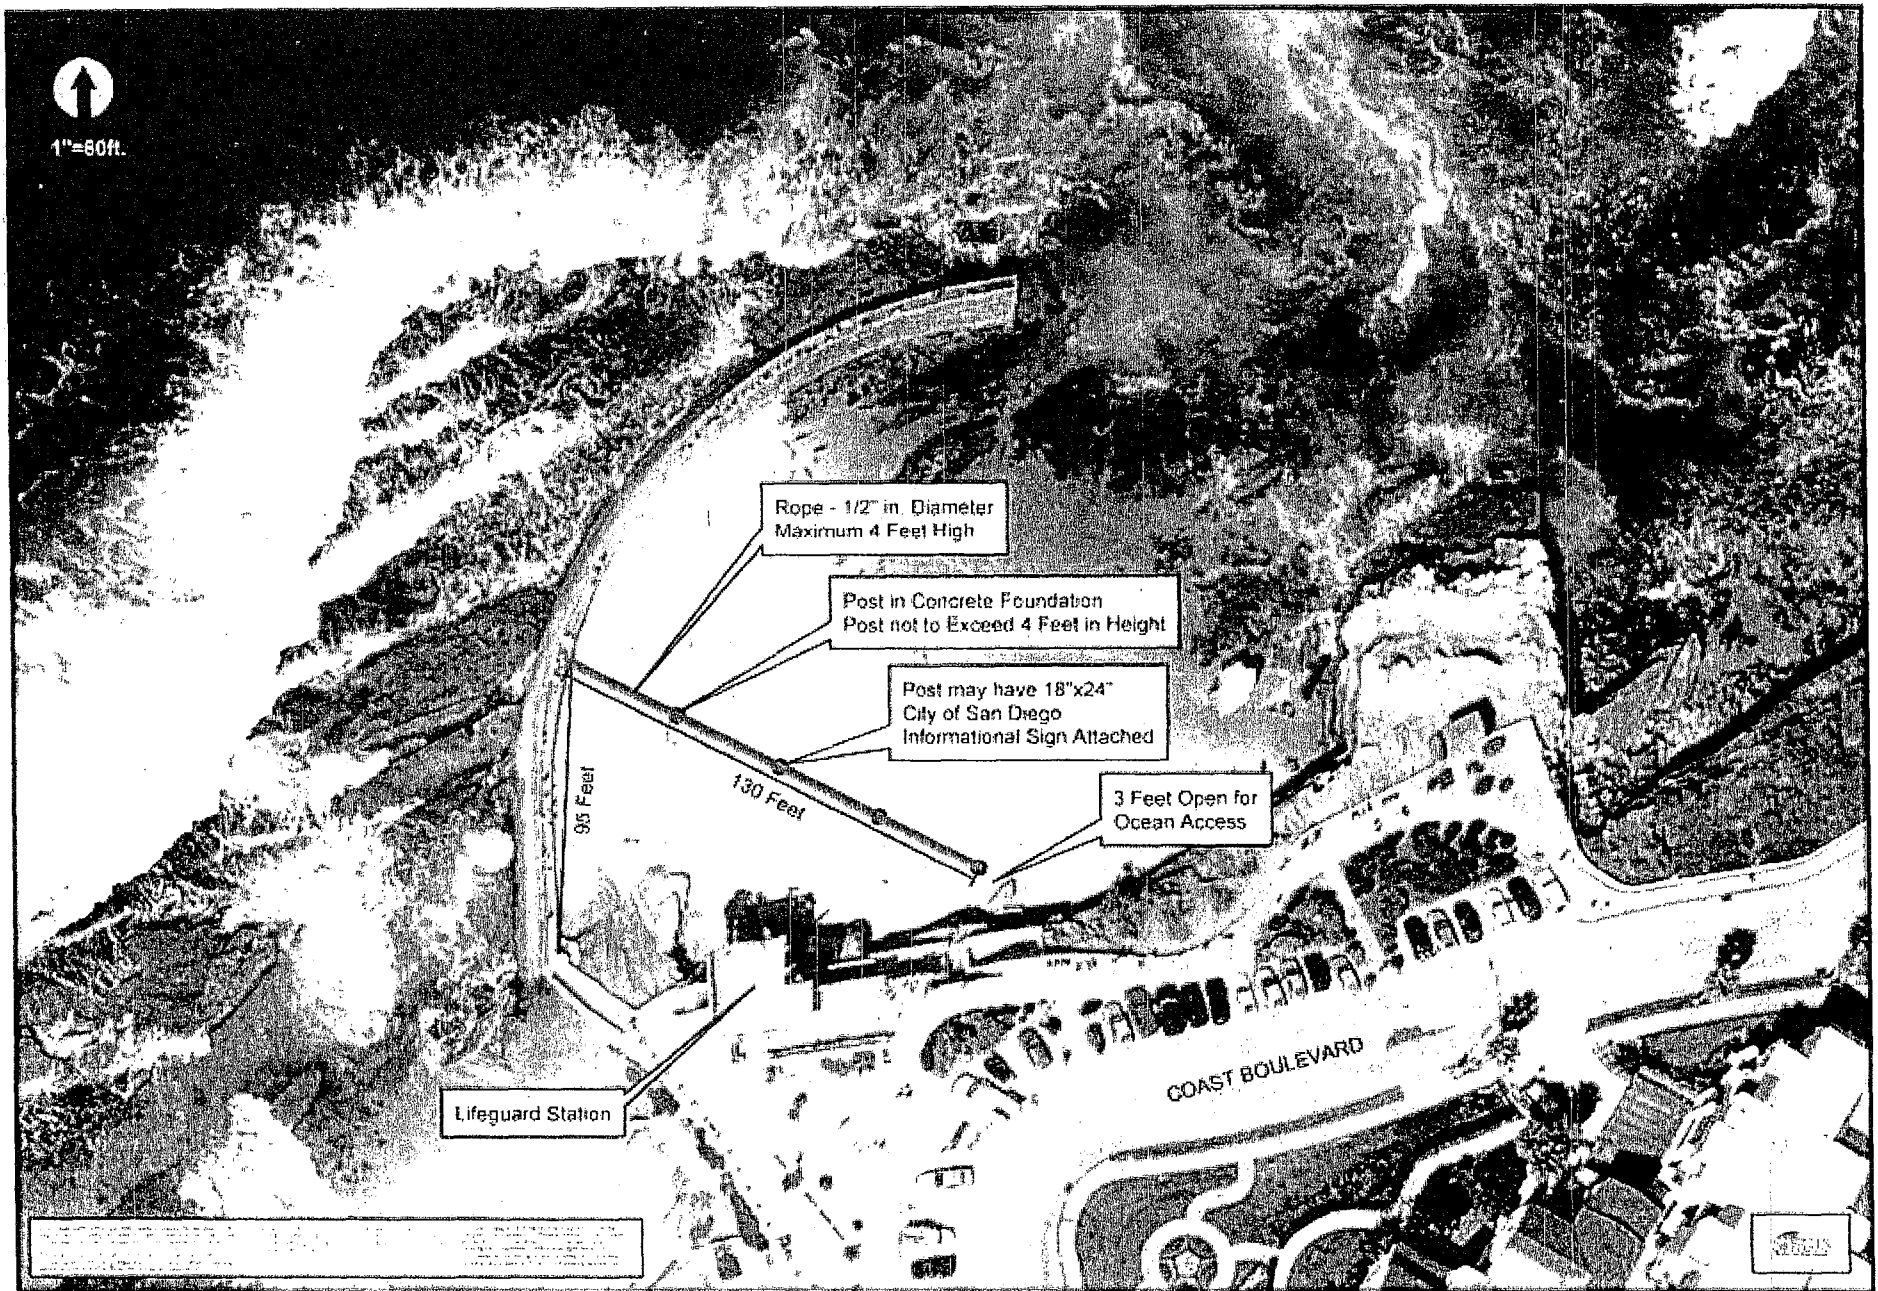 1"=60ft.
Rope - 1/2" in. Diameter
Maximum 4 Feet High
Post in Concrete Foundation
Post not to Exceed 4 Feet in Height
Post may have 18"x24"
City of San Diego
Informational Sign Attached
130 Feet
95 Feet
3 Feet Open for
Ocean Access
Lifeguard Station
COAST BOULEVARD